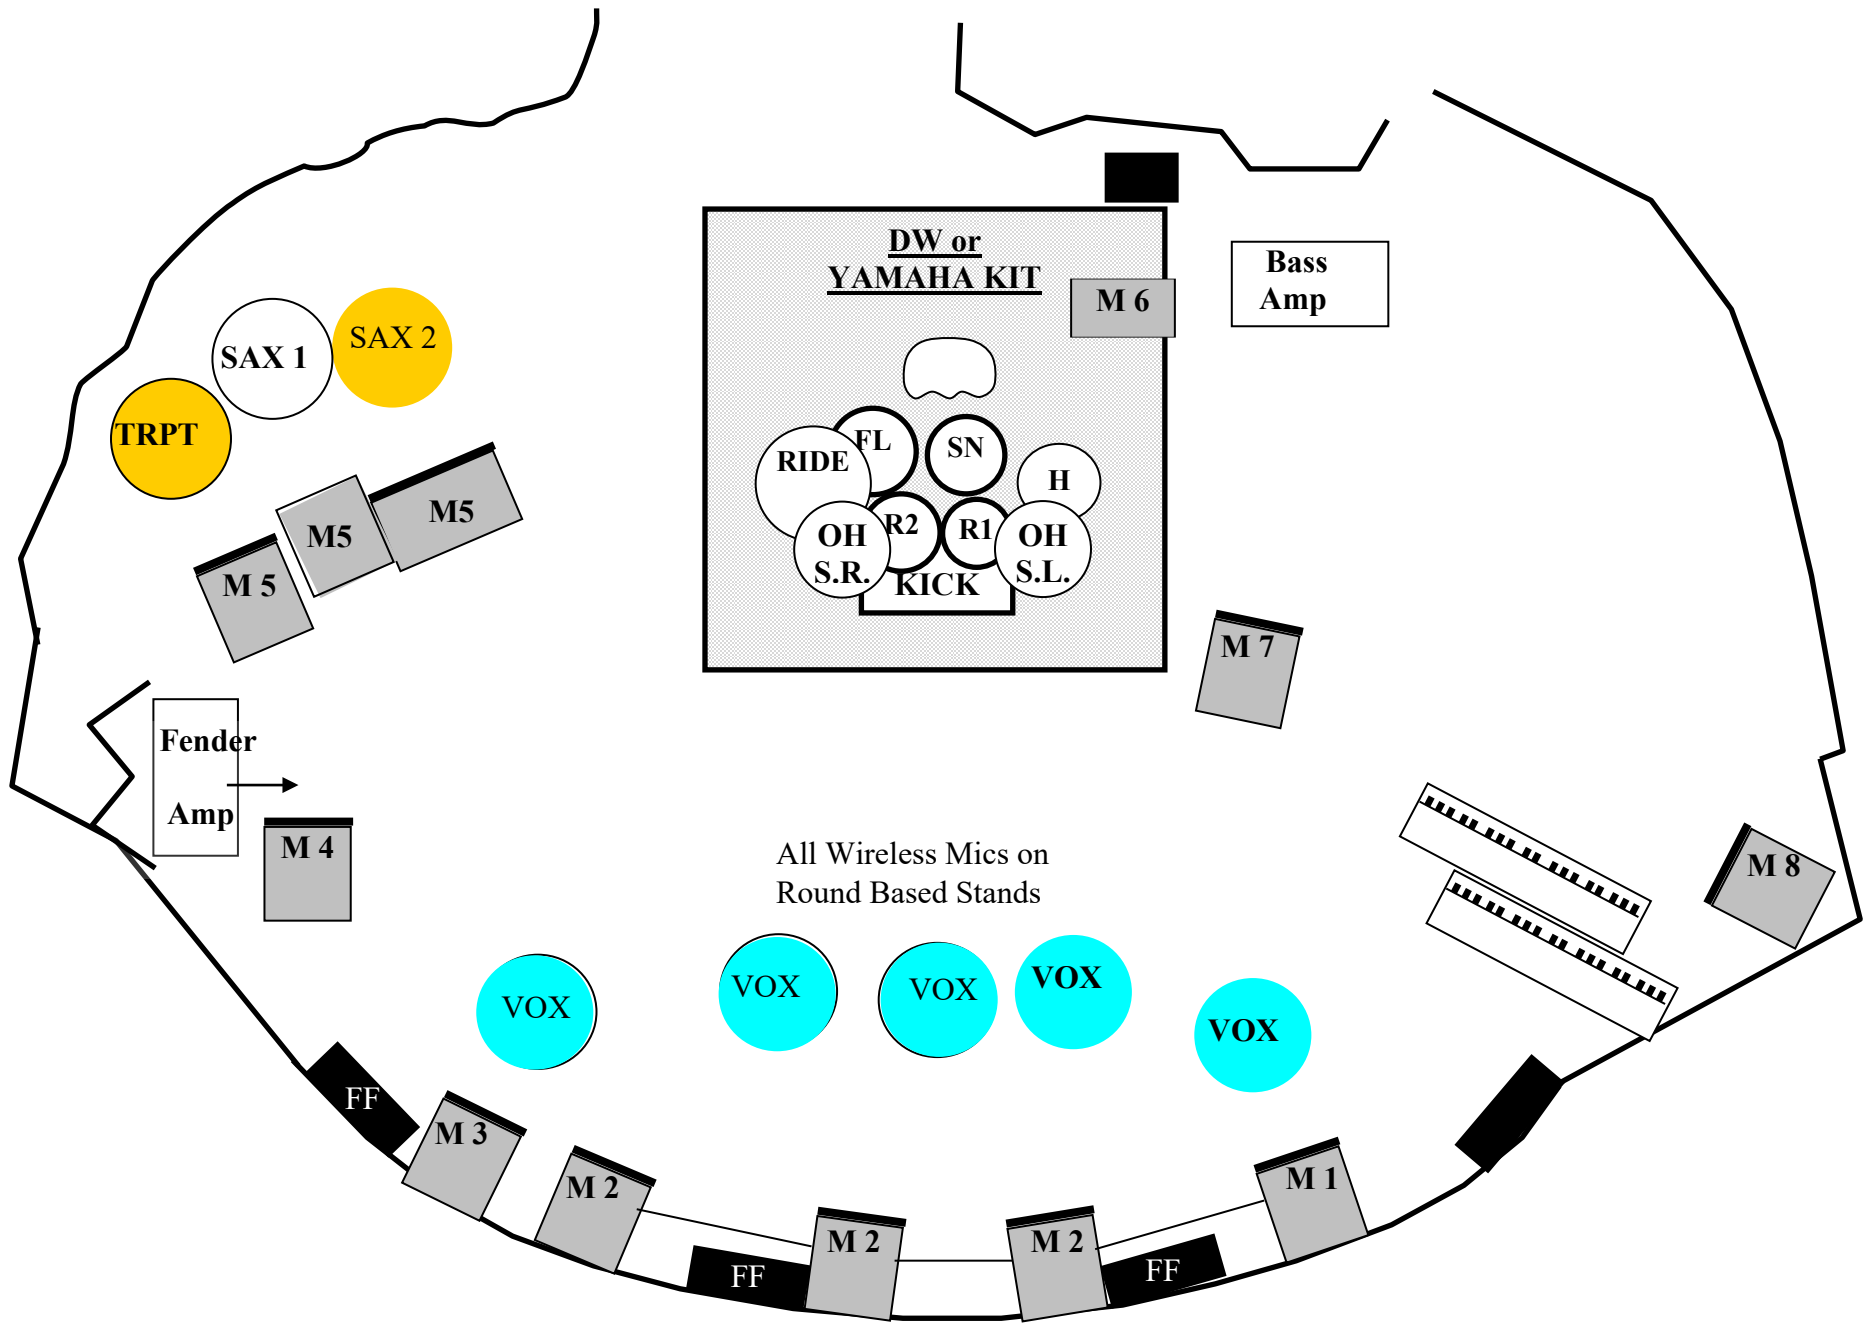 DW or
YAMAHA KIT
M 6
Bass
Amp
SAX 1
SAX 2
TRPT
FL
SN
RIDE
H
R2
R1
OH
S.R.
OH
S.L.
KICK
M5
M5
M 5
M 7
Fender
Amp
M 4
All Wireless Mics on
Round Based Stands
M 8
VOX
VOX
VOX
VOX
VOX
FF
M 3
M 2
M 2
M 2
M 1
FF
FF